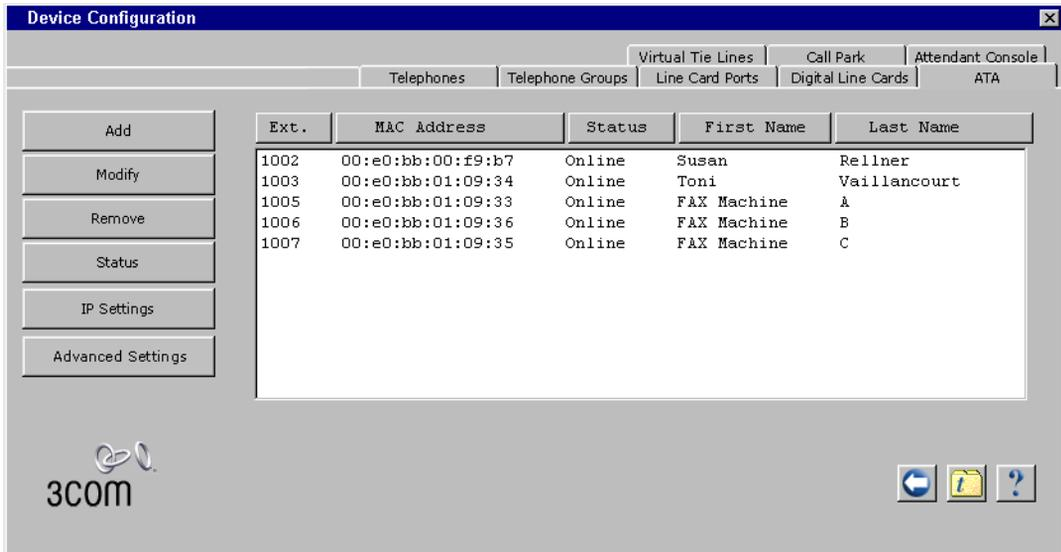 Device Configuration
Virtual Tie Lines Call Park Attendant Console
Telephones Telephone Groups Line Card Ports Digital Line Cards ATA
Add
Modify
Remove
Status
IP Settings
Advanced Settings
Ext. MAC Address Status First Name Last Name
1002 00:e0:bb:00:f9:b7 Online Susan Rellner
1003 00:e0:bb:01:09:34 Online Toni Vaillancourt
1005 00:e0:bb:01:09:33 Online FAX Machine A
1006 00:e0:bb:01:09:36 Online FAX Machine B
1007 00:e0:bb:01:09:35 Online FAX Machine C
3COM
t ?